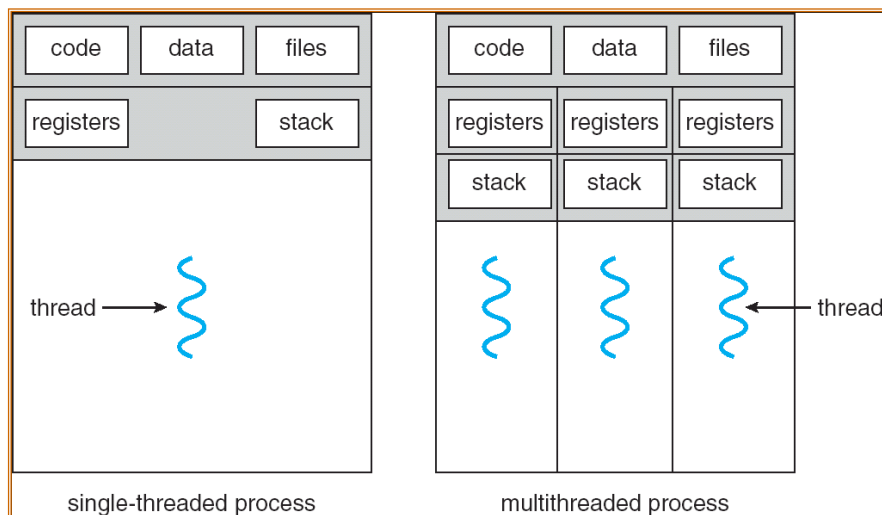 code data files
registers stack
thread
single-threaded process
code data files
registers registers registers
stack stack stack
thread
multithreaded process